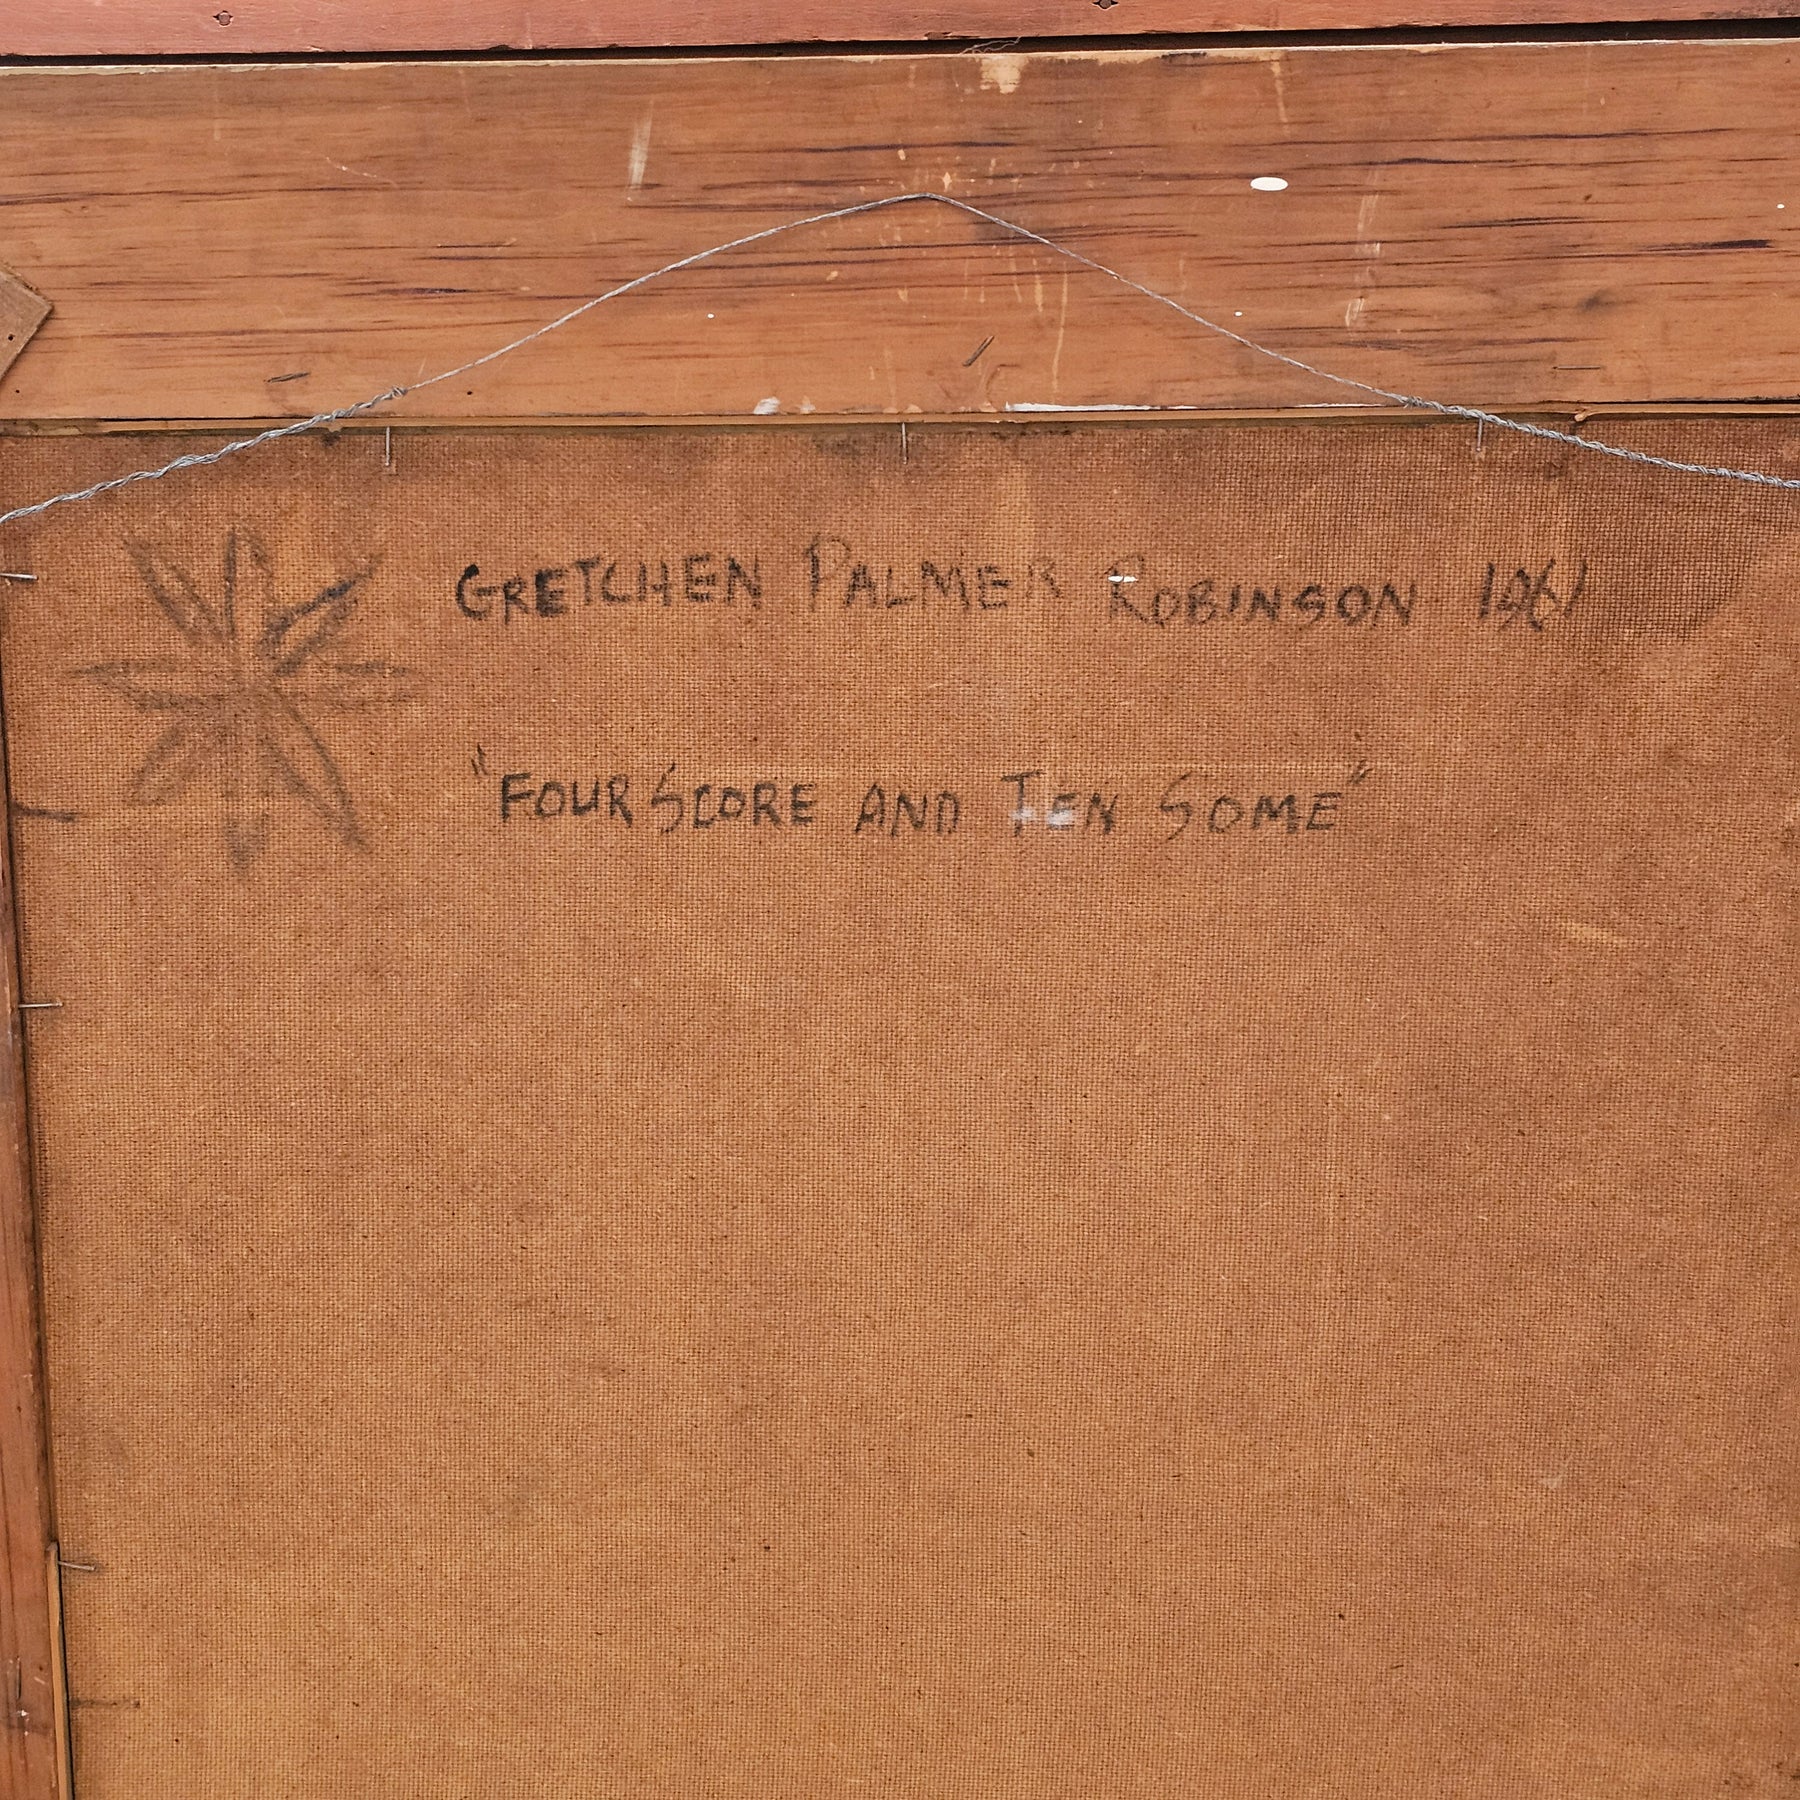 GRETCHEN PALMER ROBINSON 1961
"FOUR SCORE AND TEN SOME"